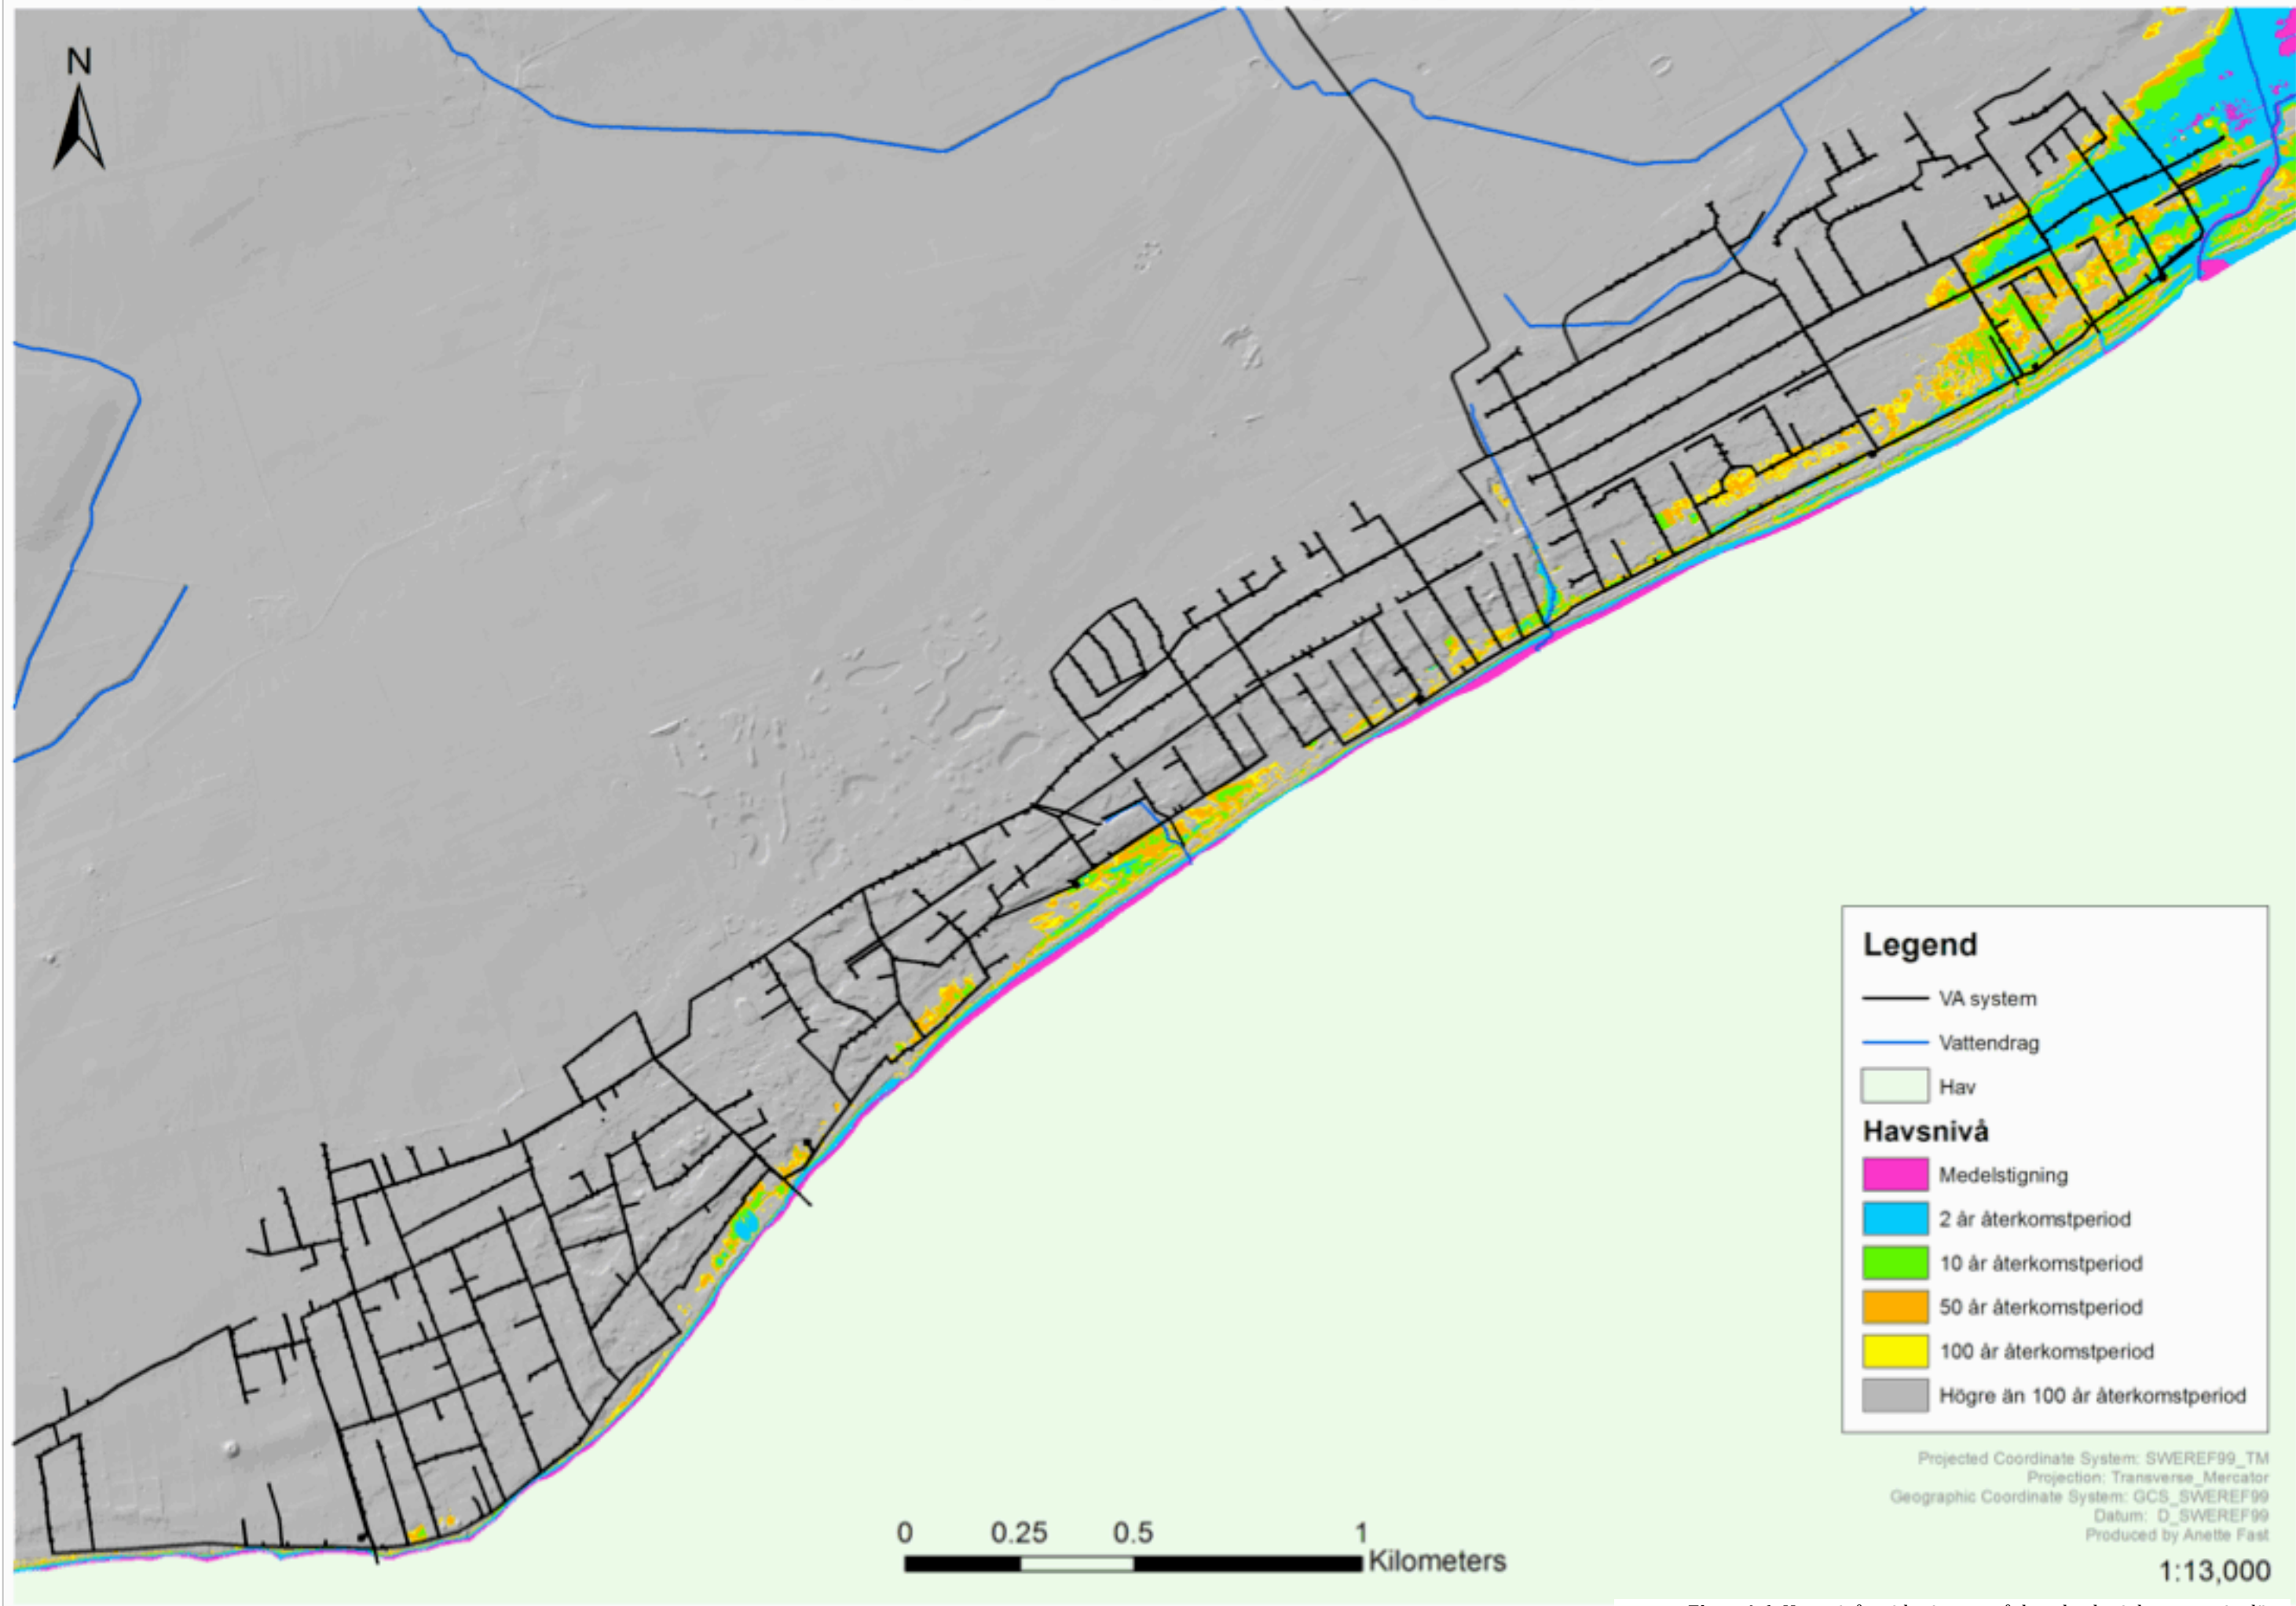 N
Legend
VA system
Vattendrag
Hav
Havsnivå
Medelstigning
2 år återkomstperiod
10 år återkomstperiod
50 år återkomstperiod
100 år återkomstperiod
Högre än 100 år återkomstperiod
Projected Coordinate System: SWEREF99_TM
Projection: Transverse_Mercator
Geographic Coordinate System: GCS_SWEREF99
Datum: D_SWEREF99
Produced by Anette Fast
0 0.25 0.5 1
Kilometers
1:13,000